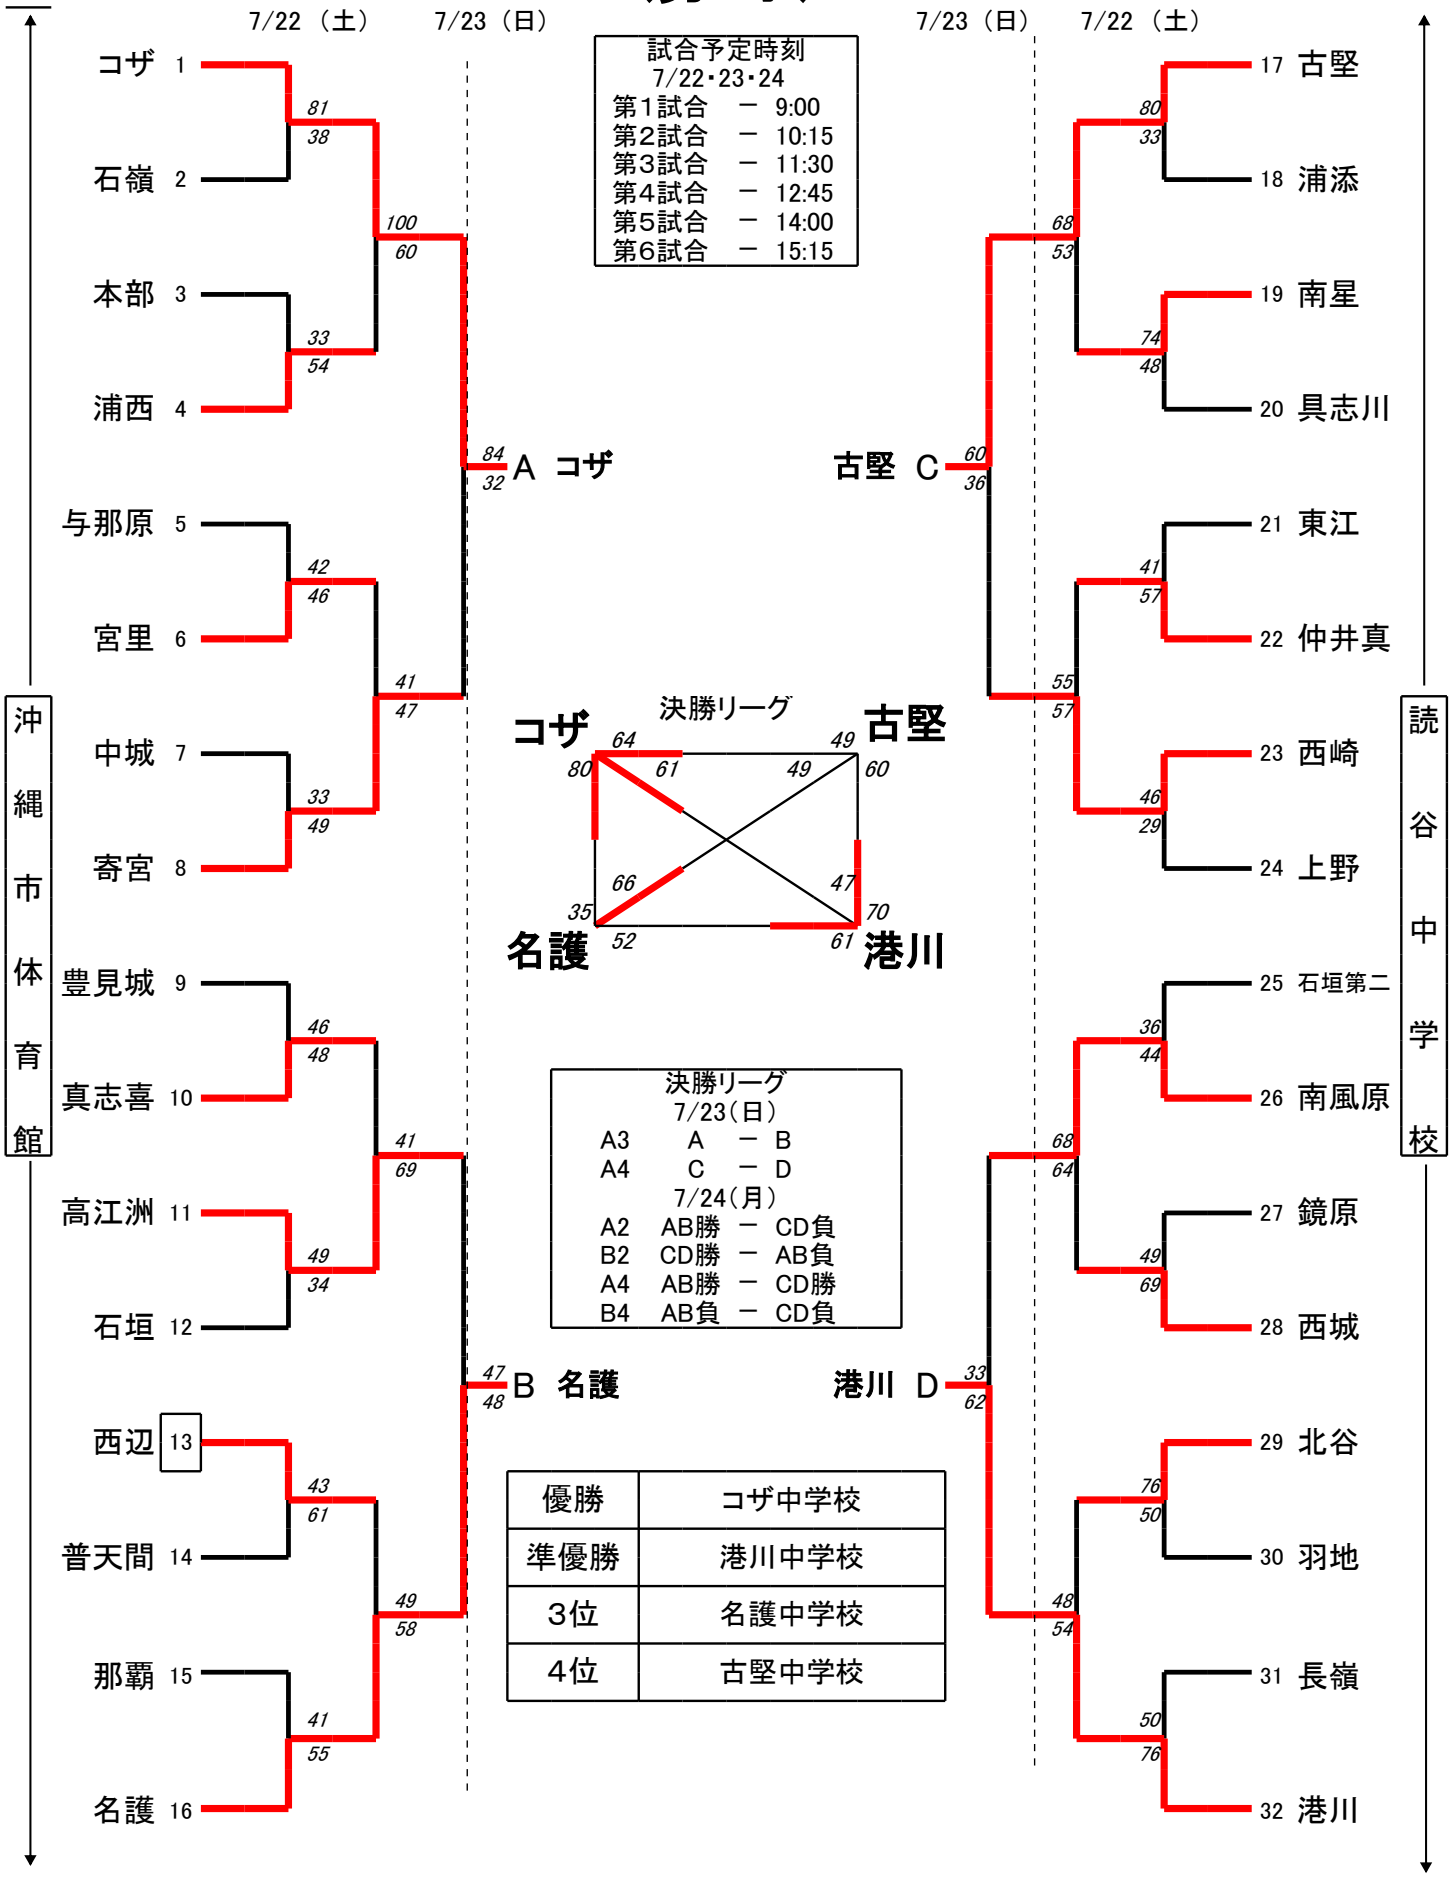 7/22（土）
7/23（日）
7/23（日）
7/22（土）
試合予定時刻
7/22・23・24
第1試合 － 9:00
第2試合 － 10:15
第3試合 － 11:30
第4試合 － 12:45
第5試合 － 14:00
第6試合 － 15:15
沖縄市体育館
コザ 1
81
38
石嶺 2
100
60
本部 3
33
54
浦西 4
84
32
A コザ
与那原 5
42
46
宮里 6
41
47
中城 7
33
49
寄宮 8
豊見城 9
46
48
真志喜 10
41
69
高江洲 11
49
34
石垣 12
47
48
B 名護
西辺 13
43
61
普天間 14
49
58
那覇 15
41
55
名護 16
決勝リーグ
コザ
64
80
61
古堅
49
49
60
名護
66
35
52
港川
47
70
61
決勝リーグ
7/23（日）
A3 A － B
A4 C － D
7/24（月）
A2 AB勝 － CD負
B2 CD勝 － AB負
A4 AB勝 － CD勝
B4 AB負 － CD負
優勝 コザ中学校
準優勝 港川中学校
3位 名護中学校
4位 古堅中学校
17 古堅
80
33
18 浦添
68
53
19 南星
74
48
20 具志川
古堅 C
60
36
21 東江
41
57
22 仲井真
55
57
23 西崎
46
29
24 上野
25 石垣第二
36
44
26 南風原
68
64
27 鏡原
49
69
28 西城
港川 D
33
62
29 北谷
76
50
30 羽地
48
54
31 長嶺
50
76
32 港川
読谷中学校